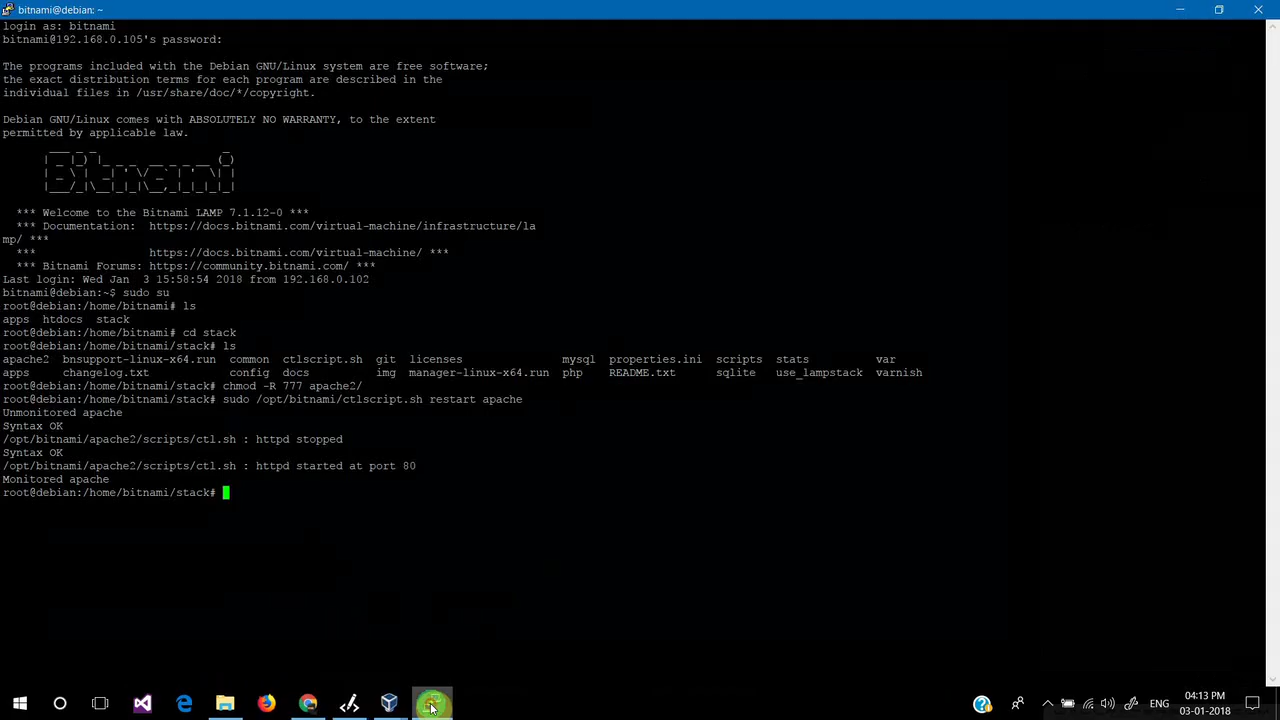 bitnami@debian: ~
login as: bitnami
bitnami@192.168.0.105's password:
The programs included with the Debian GNU/Linux system are free software;
the exact distribution terms for each program are described in the
individual files in /usr/share/doc/*/copyright.
Debian GNU/Linux comes with ABSOLUTELY NO WARRANTY, to the extent
permitted by applicable law.
Bitnami
*** Welcome to the Bitnami LAMP 7.1.12-0 ***
*** Documentation:  https://docs.bitnami.com/virtual-machine/infrastructure/la
mp/ ***
***                 https://docs.bitnami.com/virtual-machine/ ***
*** Bitnami Forums: https://community.bitnami.com/ ***
Last login: Wed Jan  3 15:58:54 2018 from 192.168.0.102
bitnami@debian:~$ sudo su
root@debian:/home/bitnami# ls
apps  htdocs  stack
root@debian:/home/bitnami# cd stack
root@debian:/home/bitnami/stack# ls
apache2  bnsupport-linux-x64.run  common  ctlscript.sh  git  licenses  mysql  properties.ini  scripts  stats  var
apps  changelog.txt  config  docs  img  manager-linux-x64.run  php  README.txt  sqlite  use_lampstack  varnish
root@debian:/home/bitnami/stack# chmod -R 777 apache2/
root@debian:/home/bitnami/stack# sudo /opt/bitnami/ctlscript.sh restart apache
Unmonitored apache
Syntax OK
/opt/bitnami/apache2/scripts/ctl.sh : httpd stopped
Syntax OK
/opt/bitnami/apache2/scripts/ctl.sh : httpd started at port 80
Monitored apache
root@debian:/home/bitnami/stack#
ENG
04:13 PM
03-01-2018